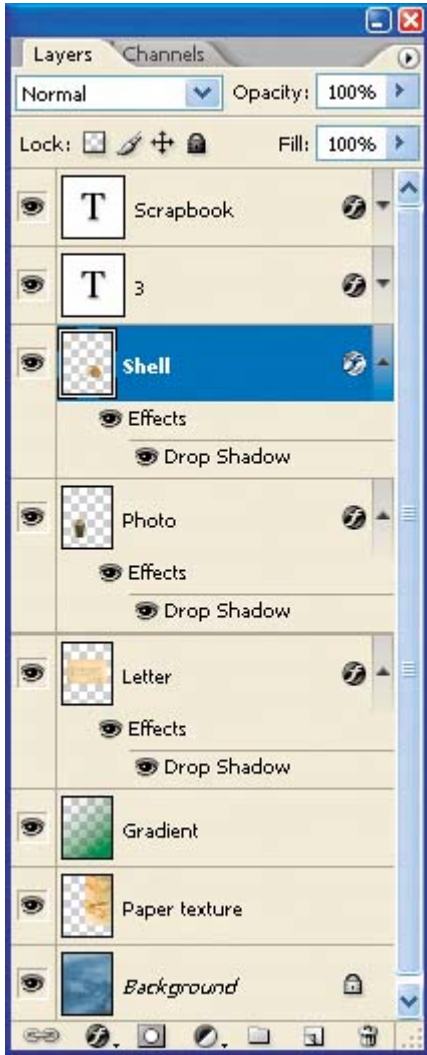 Layers Channels
Normal Opacity: 100%
Lock: Fill: 100%
T Scrapbook
T 3
Shell
Effects
Drop Shadow
Photo
Effects
Drop Shadow
Letter
Effects
Drop Shadow
Gradient
Paper texture
Background